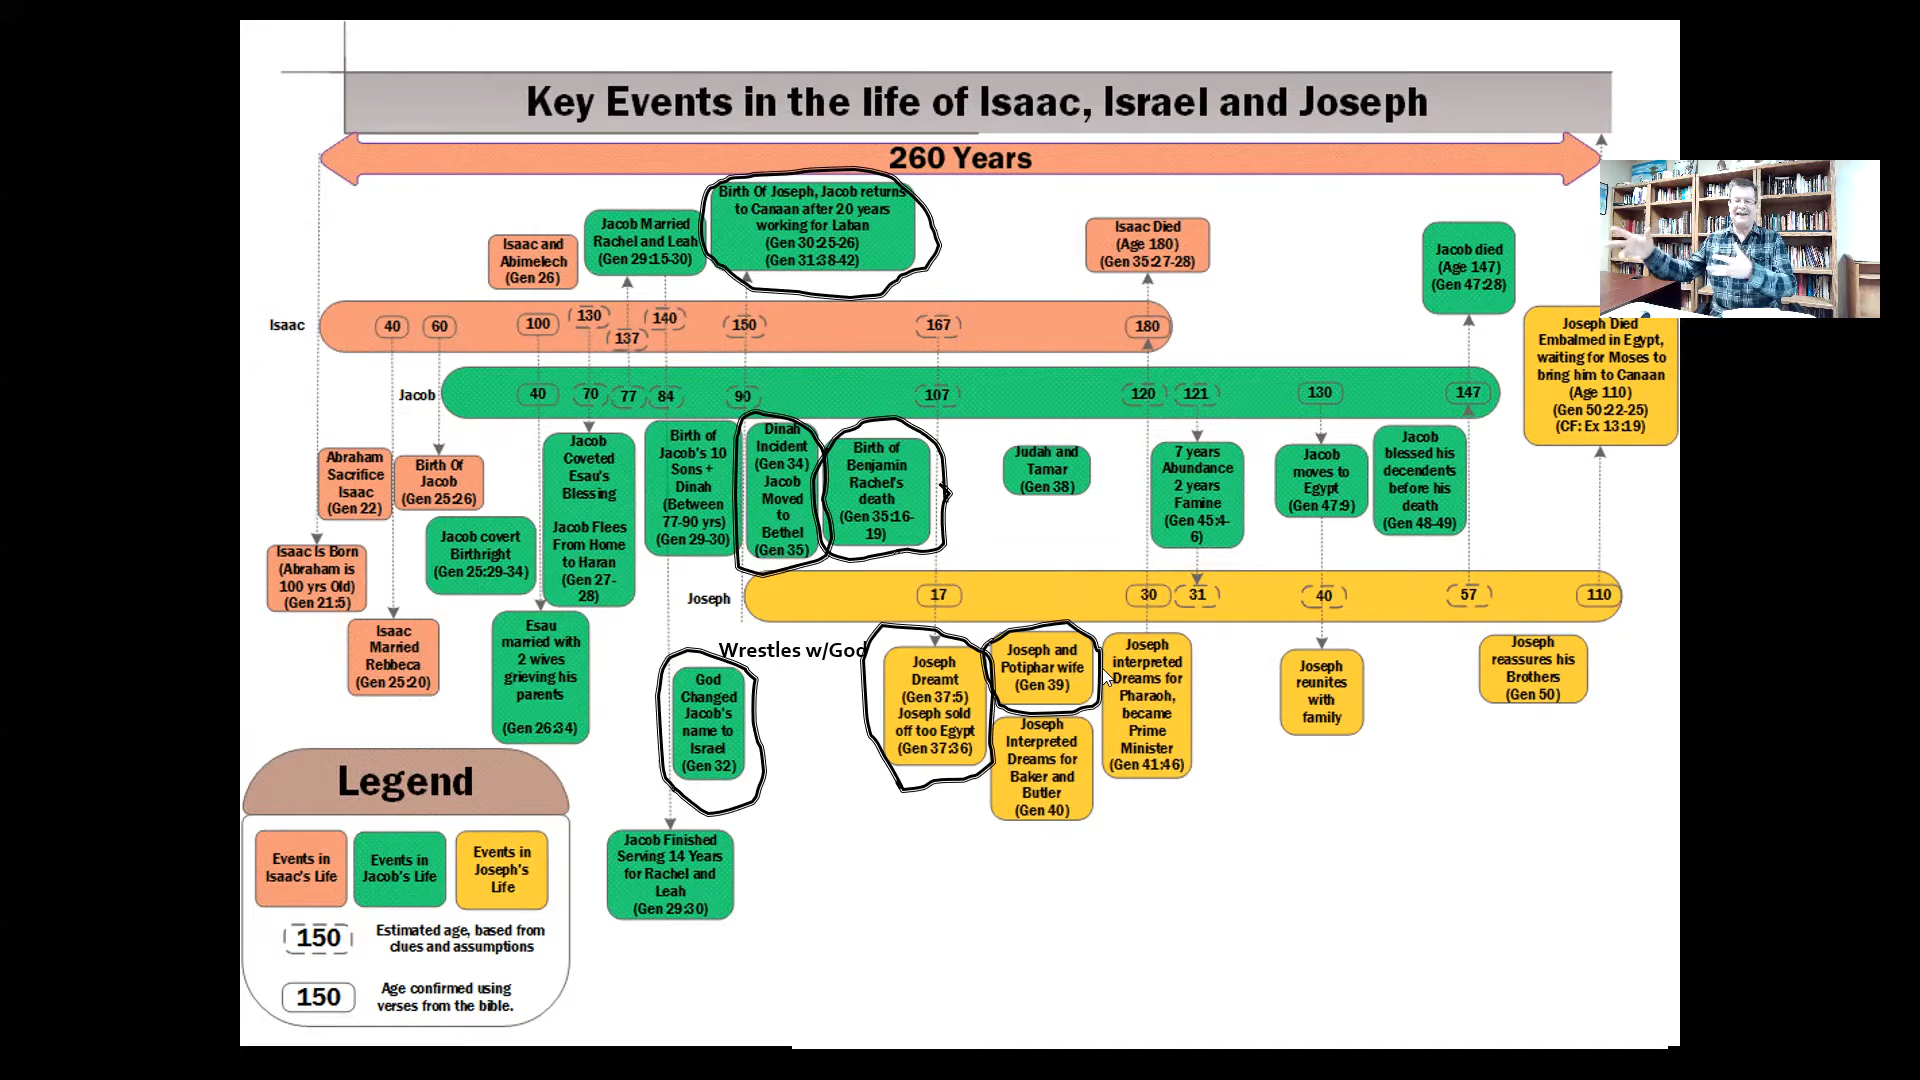 Key Events in the life of Isaac, Israel and Joseph
260 Years
Birth Of Joseph, Jacob returns
to Canaan after 20 years
working for Laban
(Gen 30:25-26)
(Gen 31:38-42)
Jacob Married
Rachel and Leah
(Gen 29:15-30)
Isaac and
Abimelech
(Gen 26)
Isaac Died
(Age 180)
(Gen 35:27-28)
Jacob died
(Age 147)
(Gen 47:28)
Joseph Died
Embalmed in Egypt,
waiting for Moses to
bring him to Canaan
(Age 110)
(Gen 50:22-25)
(CF: Ex 13:19)
Isaac
40
60
100
130
137
140
150
167
180
Jacob
40
70
77
84
90
107
120
121
130
147
Abraham
Sacrifice
Isaac
(Gen 22)
Birth Of
Jacob
(Gen 25:26)
Jacob
Coveted
Esau's
Blessing
Jacob Flees
From Home
to Haran
(Gen 27-
28)
Birth of
Jacob's 10
Sons +
Dinah
(Between
77-90 yrs)
(Gen 29-30)
Dinah
Incident
(Gen 34)
Jacob
Moved
to
Bethel
(Gen 35)
Birth of
Benjamin
Rachel's
death
(Gen 35:16-
19)
Judah and
Tamar
(Gen 38)
7 years
Abundance
2 years
Famine
(Gen 45:4-
6)
Jacob
moves to
Egypt
(Gen 47:9)
Jacob
blessed his
decendents
before his
death
(Gen 48-49)
Isaac Is Born
(Abraham is
100 yrs Old)
(Gen 21:5)
Jacob covert
Birthright
(Gen 25:29-34)
Isaac
Married
Rebbeca
(Gen 25:20)
Esau
married with
2 wives
grieving his
parents
(Gen 26:34)
Joseph
17
30
31
40
57
110
Wrestles w/God
God
Changed
Jacob's
name to
Israel
(Gen 32)
Joseph
Dreamt
(Gen 37:5)
Joseph sold
off too Egypt
(Gen 37:36)
Joseph and
Potiphar wife
(Gen 39)
Joseph
Interpreted
Dreams for
Baker and
Butler
(Gen 40)
Joseph
interpreted
Dreams for
Pharaoh,
became
Prime
Minister
(Gen 41:46)
Joseph
reunites
with
family
Joseph
reassures his
Brothers
(Gen 50)
Jacob Finished
Serving 14 Years
for Rachel and
Leah
(Gen 29:30)
Legend
Events in
Isaac's Life
Events in
Jacob's Life
Events in
Joseph's
Life
150
Estimated age, based from
clues and assumptions
150
Age confirmed using
verses from the bible.